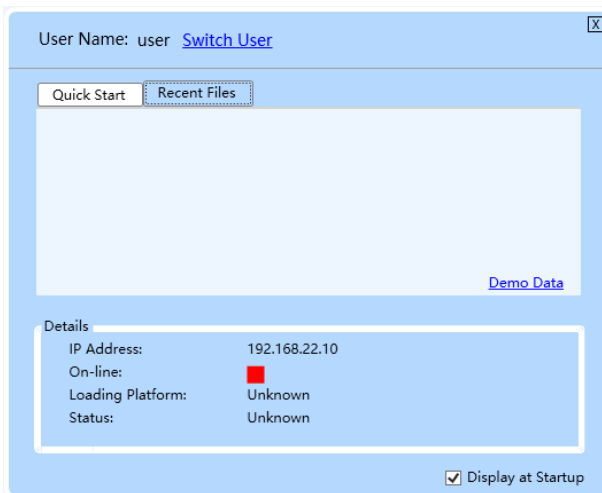 X
User Name: user Switch User
Quick Start Recent Files
Demo Data
Details
IP Address: 192.168.22.10
On-line:
Loading Platform: Unknown
Status: Unknown
Display at Startup